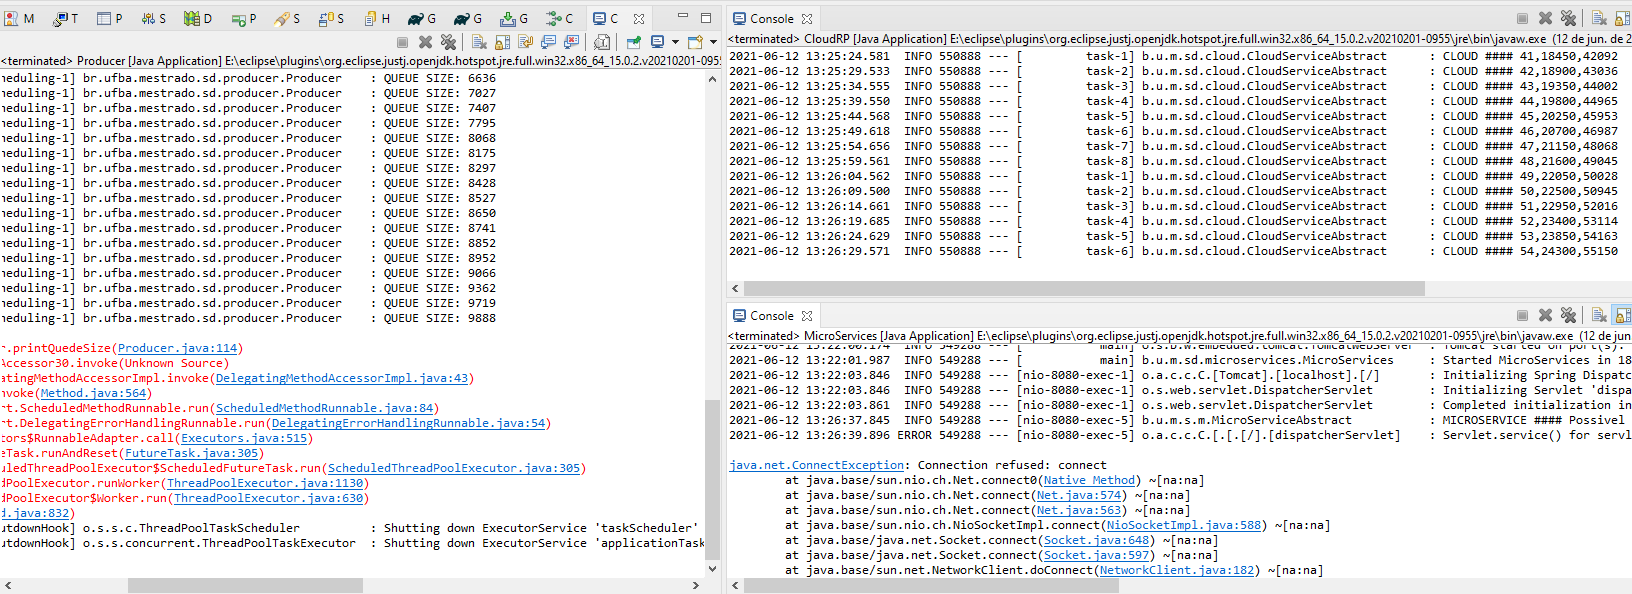 M T P S D P S S H G G G C C
<terminated> Producer [Java Application] E:\eclipse\plugins\org.eclipse.justj.openjdk.hotspot.jre.full.win32.x86_64_15.0.2.v20210201-0955
neduling-1] br.ufba.mestrado.sd.producer.Producer : QUEUE SIZE: 6636
neduling-1] br.ufba.mestrado.sd.producer.Producer : QUEUE SIZE: 7027
neduling-1] br.ufba.mestrado.sd.producer.Producer : QUEUE SIZE: 7407
neduling-1] br.ufba.mestrado.sd.producer.Producer : QUEUE SIZE: 7795
neduling-1] br.ufba.mestrado.sd.producer.Producer : QUEUE SIZE: 8068
neduling-1] br.ufba.mestrado.sd.producer.Producer : QUEUE SIZE: 8175
neduling-1] br.ufba.mestrado.sd.producer.Producer : QUEUE SIZE: 8297
neduling-1] br.ufba.mestrado.sd.producer.Producer : QUEUE SIZE: 8428
neduling-1] br.ufba.mestrado.sd.producer.Producer : QUEUE SIZE: 8527
neduling-1] br.ufba.mestrado.sd.producer.Producer : QUEUE SIZE: 8650
neduling-1] br.ufba.mestrado.sd.producer.Producer : QUEUE SIZE: 8741
neduling-1] br.ufba.mestrado.sd.producer.Producer : QUEUE SIZE: 8852
neduling-1] br.ufba.mestrado.sd.producer.Producer : QUEUE SIZE: 8952
neduling-1] br.ufba.mestrado.sd.producer.Producer : QUEUE SIZE: 9066
neduling-1] br.ufba.mestrado.sd.producer.Producer : QUEUE SIZE: 9362
neduling-1] br.ufba.mestrado.sd.producer.Producer : QUEUE SIZE: 9719
neduling-1] br.ufba.mestrado.sd.producer.Producer : QUEUE SIZE: 9888
r.printQuedeSize(Producer.java:114)
Accessor30.invoke(Unknown Source)
atingMethodAccessorImpl.invoke(DelegatingMethodAccessorImpl.java:43)
nvoke(Method.java:564)
rt.ScheduledMethodRunnable.run(ScheduledMethodRunnable.java:84)
rt.DelegatingErrorHandlingRunnable.run(DelegatingErrorHandlingRunnable.java:54)
tors$RunnableAdapter.call(Executors.java:515)
eTask.runAndReset(FutureTask.java:305)
uledThreadPoolExecutor$ScheduledFutureTask.run(ScheduledThreadPoolExecutor.java:305)
dPoolExecutor.runWorker(ThreadPoolExecutor.java:1130)
dPoolExecutor$Worker.run(ThreadPoolExecutor.java:630)
d.java:832)
utdownHook] o.s.s.c.ThreadPoolTaskScheduler : Shutting down ExecutorService 'taskScheduler'
utdownHook] o.s.s.concurrent.ThreadPoolTaskExecutor : Shutting down ExecutorService 'applicationTask
Console
<terminated> CloudRP [Java Application] E:\eclipse\plugins\org.eclipse.justj.openjdk.hotspot.jre.full.win32.x86_64_15.0.2.v20210201-0955\jre\bin\javaw.exe (12 de jun. de 2
2021-06-12 13:25:24.581 INFO 550888 --- [ task-1] b.u.m.sd.cloud.CloudServiceAbstract : CLOUD #### 41,18450,42092
2021-06-12 13:25:29.533 INFO 550888 --- [ task-2] b.u.m.sd.cloud.CloudServiceAbstract : CLOUD #### 42,18900,43036
2021-06-12 13:25:34.555 INFO 550888 --- [ task-3] b.u.m.sd.cloud.CloudServiceAbstract : CLOUD #### 43,19350,44002
2021-06-12 13:25:39.550 INFO 550888 --- [ task-4] b.u.m.sd.cloud.CloudServiceAbstract : CLOUD #### 44,19800,44965
2021-06-12 13:25:44.568 INFO 550888 --- [ task-5] b.u.m.sd.cloud.CloudServiceAbstract : CLOUD #### 45,20250,45953
2021-06-12 13:25:49.618 INFO 550888 --- [ task-6] b.u.m.sd.cloud.CloudServiceAbstract : CLOUD #### 46,20700,46987
2021-06-12 13:25:54.656 INFO 550888 --- [ task-7] b.u.m.sd.cloud.CloudServiceAbstract : CLOUD #### 47,21150,48068
2021-06-12 13:25:59.561 INFO 550888 --- [ task-8] b.u.m.sd.cloud.CloudServiceAbstract : CLOUD #### 48,21600,49045
2021-06-12 13:26:04.562 INFO 550888 --- [ task-1] b.u.m.sd.cloud.CloudServiceAbstract : CLOUD #### 49,22050,50028
2021-06-12 13:26:09.500 INFO 550888 --- [ task-2] b.u.m.sd.cloud.CloudServiceAbstract : CLOUD #### 50,22500,50945
2021-06-12 13:26:14.661 INFO 550888 --- [ task-3] b.u.m.sd.cloud.CloudServiceAbstract : CLOUD #### 51,22950,52016
2021-06-12 13:26:19.685 INFO 550888 --- [ task-4] b.u.m.sd.cloud.CloudServiceAbstract : CLOUD #### 52,23400,53114
2021-06-12 13:26:24.629 INFO 550888 --- [ task-5] b.u.m.sd.cloud.CloudServiceAbstract : CLOUD #### 53,23850,54163
2021-06-12 13:26:29.571 INFO 550888 --- [ task-6] b.u.m.sd.cloud.CloudServiceAbstract : CLOUD #### 54,24300,55150
Console
<terminated> MicroServices [Java Application] E:\eclipse\plugins\org.eclipse.justj.openjdk.hotspot.jre.full.win32.x86_64_15.0.2.v20210201-0955\jre\bin\javaw.exe (12 de jun
2021-06-12 13:22:00.174 INFO 549288 --- [ main] o.s.b.w.embedded.tomcat.TomcatWebServer : Tomcat started on port(s):
2021-06-12 13:22:01.987 INFO 549288 --- [ main] b.u.m.sd.microservices.MicroServices : Started MicroServices in 18
2021-06-12 13:22:03.846 INFO 549288 --- [nio-8080-exec-1] o.a.c.c.C.[Tomcat].[localhost].[/] : Initializing Spring Dispatc
2021-06-12 13:22:03.846 INFO 549288 --- [nio-8080-exec-1] o.s.web.servlet.DispatcherServlet : Initializing Servlet 'dispa
2021-06-12 13:22:03.861 INFO 549288 --- [nio-8080-exec-1] o.s.web.servlet.DispatcherServlet : Completed initialization in
2021-06-12 13:26:37.845 INFO 549288 --- [nio-8080-exec-5] b.u.m.s.m.MicroServiceAbstract : MICROSERVICE #### Possivel
2021-06-12 13:26:39.896 ERROR 549288 --- [nio-8080-exec-5] o.a.c.c.C.[.[.[/].[dispatcherServlet] : Servlet.service() for servl
java.net.ConnectException: Connection refused: connect
at java.base/sun.nio.ch.Net.connect0(Native Method) ~[na:na]
at java.base/sun.nio.ch.Net.connect(Net.java:574) ~[na:na]
at java.base/sun.nio.ch.Net.connect(Net.java:563) ~[na:na]
at java.base/sun.nio.ch.NioSocketImpl.connect(NioSocketImpl.java:588) ~[na:na]
at java.base/java.net.Socket.connect(Socket.java:648) ~[na:na]
at java.base/java.net.Socket.connect(Socket.java:597) ~[na:na]
at java.base/sun.net.NetworkClient.doConnect(NetworkClient.java:182) ~[na:na]